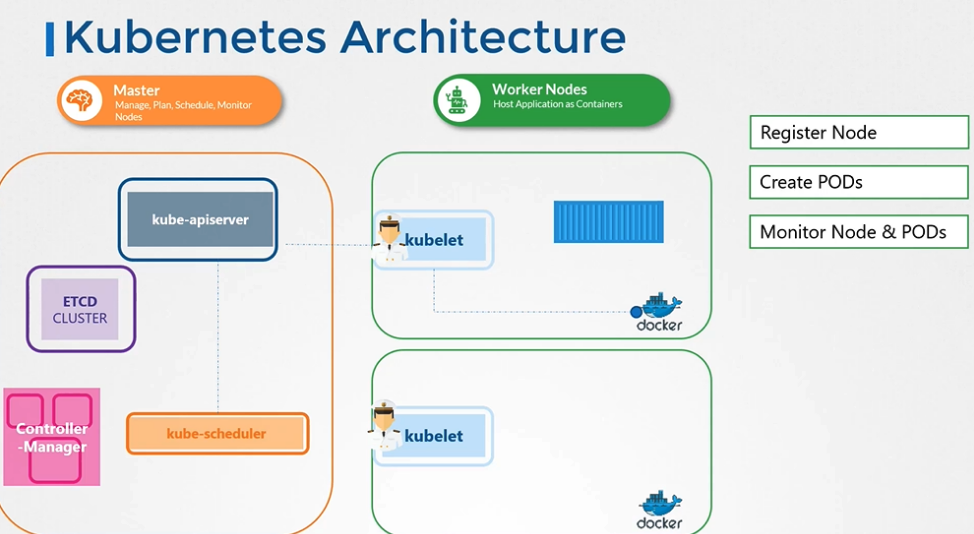 Kubernetes Architecture
Master
Manage, Plan, Schedule, Monitor
Nodes
Worker Nodes
Host Application as Containers
Register Node
Create PODs
Monitor Node & PODs
kube-apiserver
kubelet
ETCD
CLUSTER
docker
Controller
-Manager
kube-scheduler
kubelet
docker